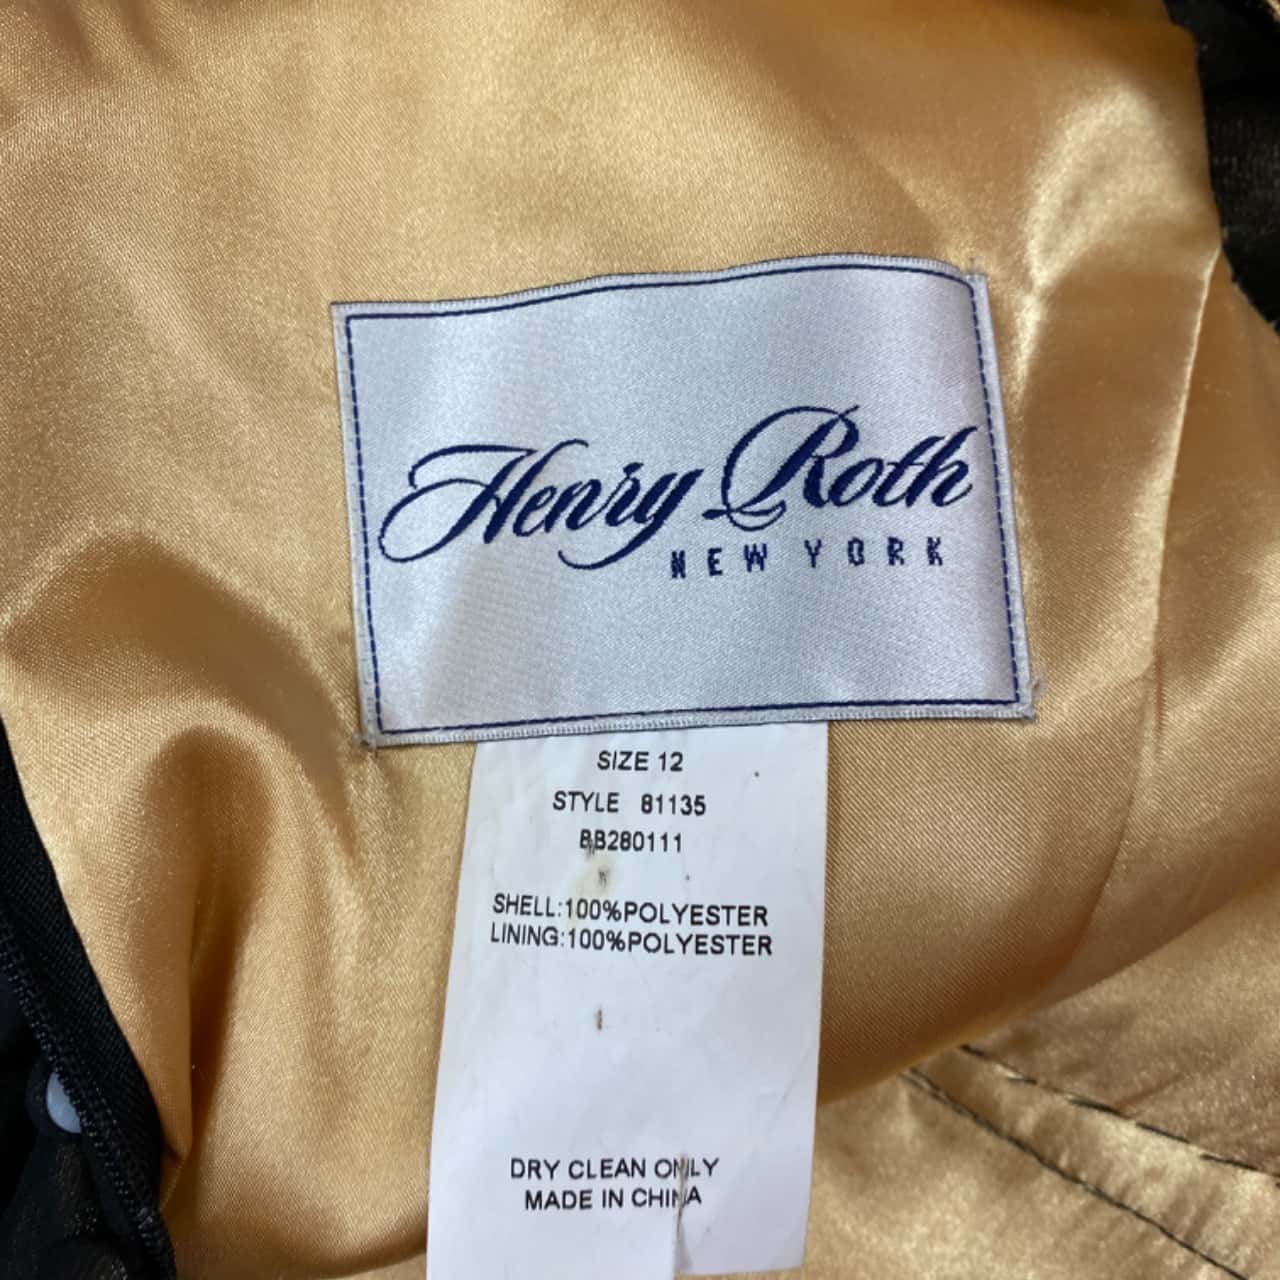 Henry Roth
NEW YORK
SIZE 12
STYLE 81135
BB280111
SHELL:100%POLYESTER
LINING:100%POLYESTER
DRY CLEAN ONLY
MADE IN CHINA